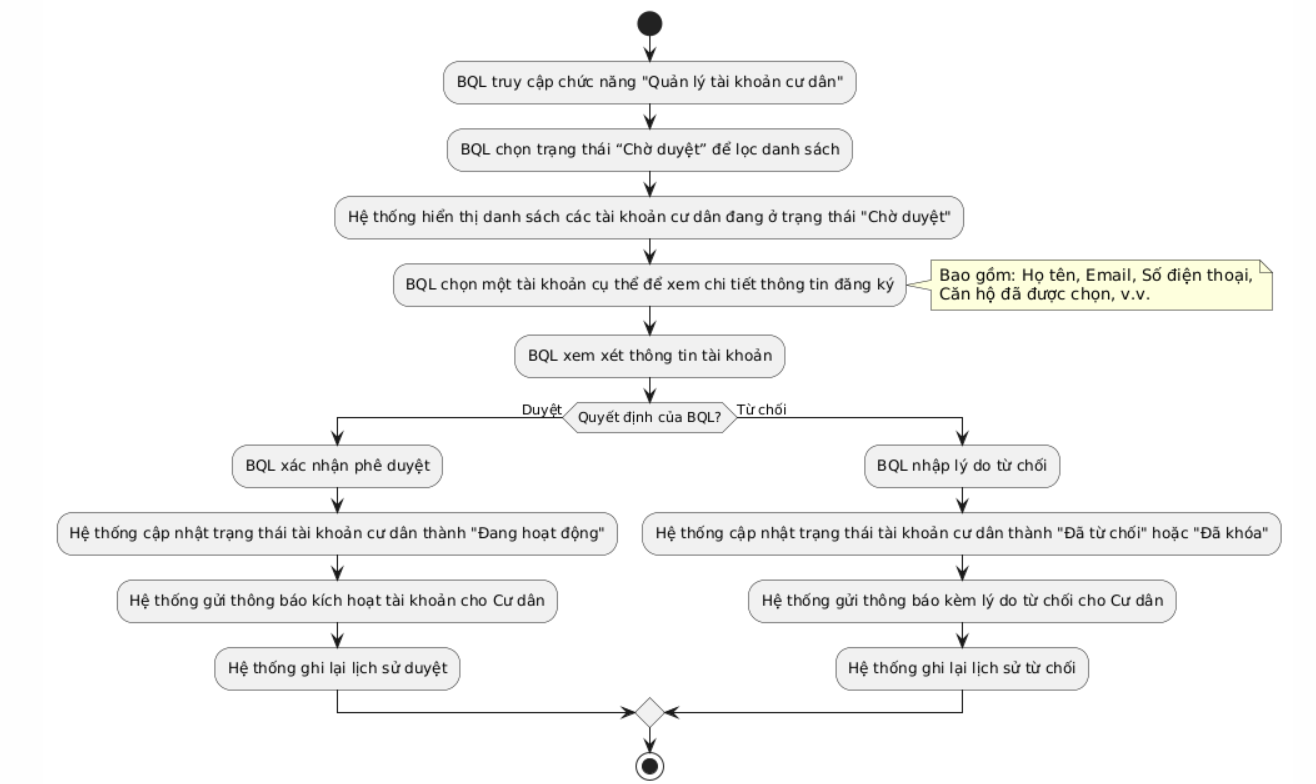 BQL truy cập chức năng "Quản lý tài khoản cư dân"
BQL chọn trạng thái “Chờ duyệt” để lọc danh sách
Hệ thống hiển thị danh sách các tài khoản cư dân đang ở trạng thái "Chờ duyệt"
BQL chọn một tài khoản cụ thể để xem chi tiết thông tin đăng ký
Bao gồm: Họ tên, Email, Số điện thoại,
Căn hộ đã được chọn, v.v.
BQL xem xét thông tin tài khoản
Duyệt
Quyết định của BQL?
Từ chối
BQL xác nhận phê duyệt
Hệ thống cập nhật trạng thái tài khoản cư dân thành "Đang hoạt động"
Hệ thống gửi thông báo kích hoạt tài khoản cho Cư dân
Hệ thống ghi lại lịch sử duyệt
BQL nhập lý do từ chối
Hệ thống cập nhật trạng thái tài khoản cư dân thành "Đã từ chối" hoặc "Đã khóa"
Hệ thống gửi thông báo kèm lý do từ chối cho Cư dân
Hệ thống ghi lại lịch sử từ chối